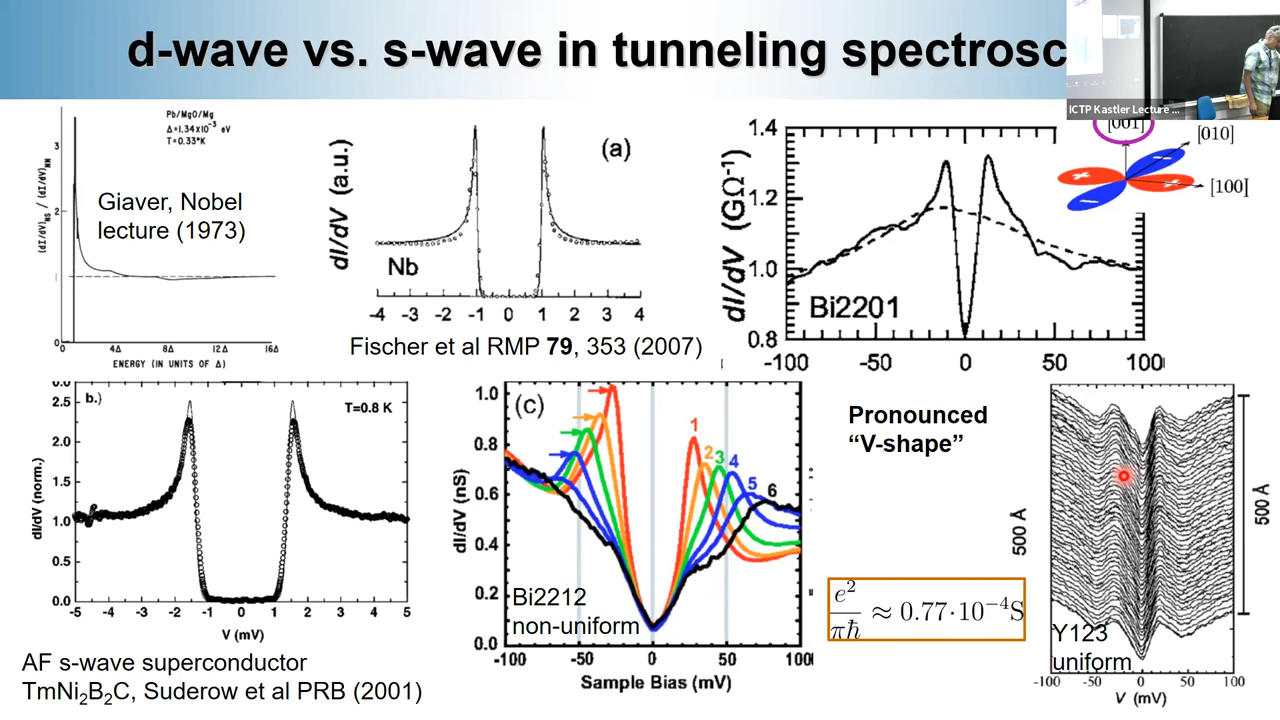 d-wave vs. s-wave in tunneling spectrosc
ICTP Kastler Lecture ...
Pb/MgO/Mg
Δ=1.34×10⁻³ eV
T=0.33°K
3
2
1
(dI/dV)NS / (dI/dV)NN
Giaver, Nobel
lecture (1973)
0 4Δ 8Δ 12Δ 16Δ
ENERGY (IN UNITS OF Δ)
(a)
dI/dV (a.u.)
Nb
-4 -3 -2 -1 0 1 2 3 4
Fischer et al RMP 79, 353 (2007)
1.4
1.2
1.0
0.8
dI/dV (GΩ⁻¹)
Bi2201
-100 -50 0 50 100
[001]
[010]
[100]
b.)
T=0.8 K
2.5
2.0
1.5
1.0
0.5
0.0
dI/dV (norm.)
-5 -4 -2 -1 0 1 2 4 5
V (mV)
AF s-wave superconductor
TmNi₂B₂C, Suderow et al PRB (2001)
(c)
1.0
0.8
0.6
0.4
0.2
0.0
dI/dV (nS)
1
2
3
4
5
6
Bi2212
non-uniform
-100 -50 0 50 100
Sample Bias (mV)
Pronounced
“V-shape”
e²/πħ ≈ 0.77·10⁻⁴S
500 Å
500 Å
Y123
uniform
-100 -50 0 50 100
V (mV)